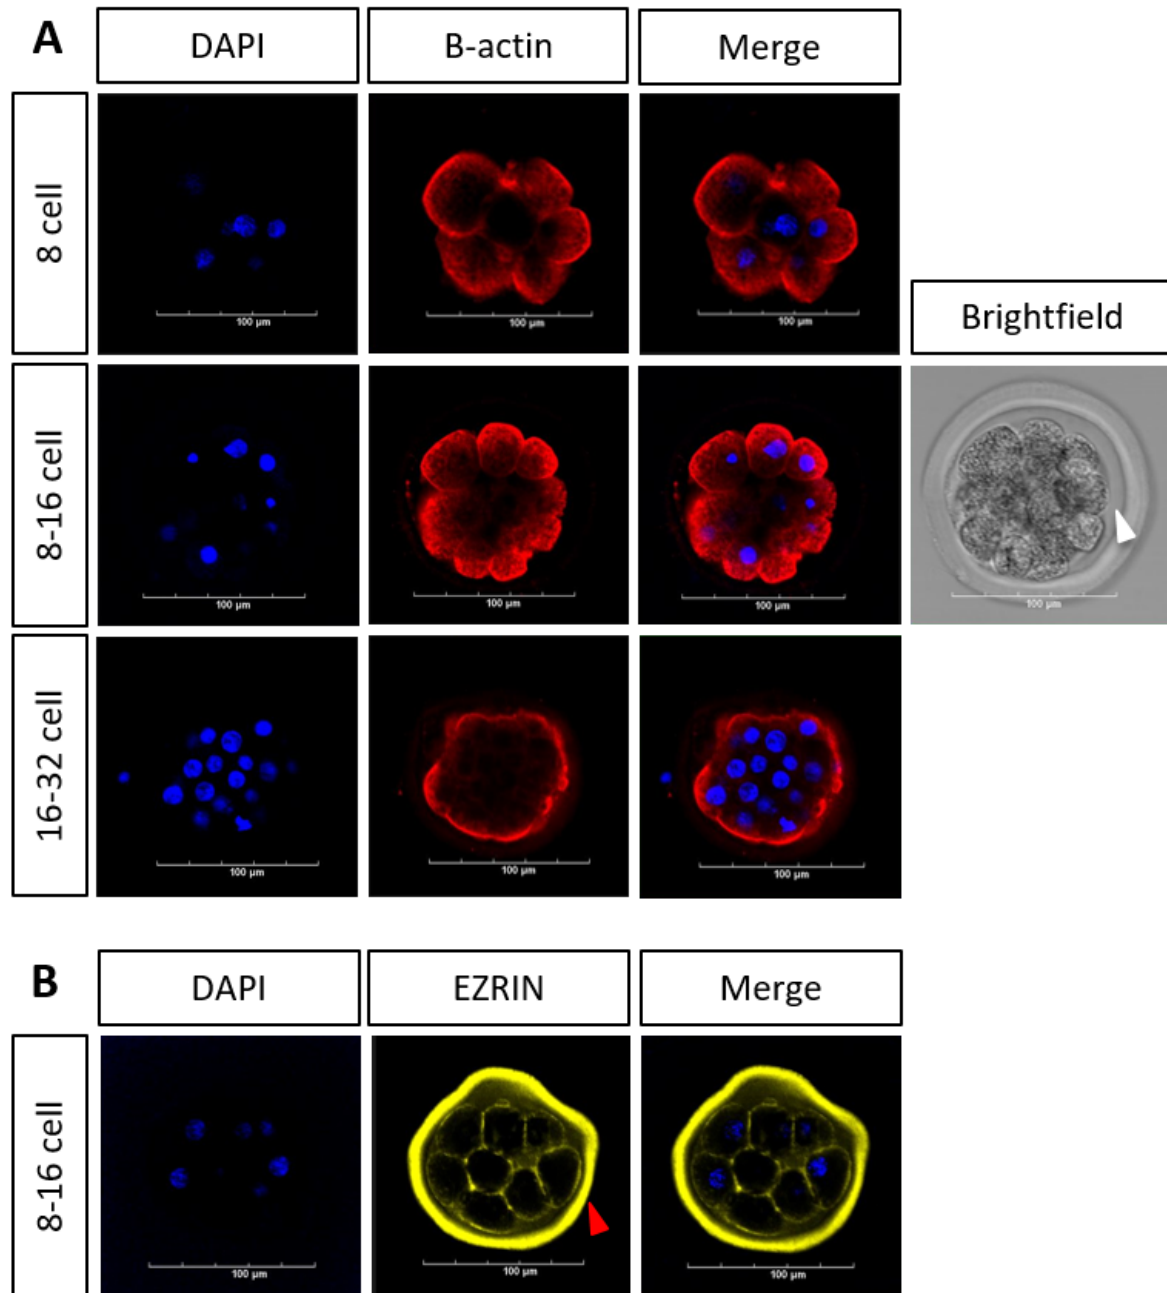 A
DAPI
B-actin
Merge
8 cell
100 µm
100 µm
100 µm
Brightfield
8-16 cell
100 µm
100 µm
100 µm
100 µm
16-32 cell
100 µm
100 µm
100 µm
B
DAPI
EZRIN
Merge
8-16 cell
100 µm
100 µm
100 µm